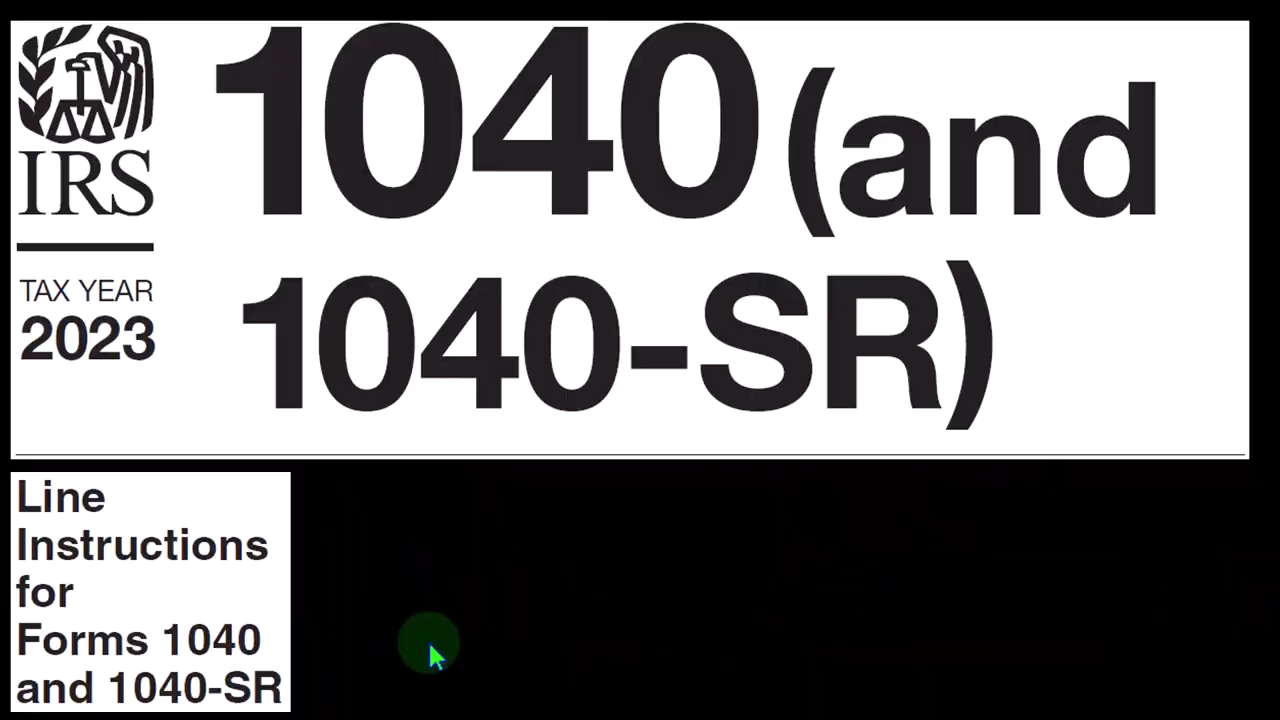 1040 (and
1040-SR)
IRS
TAX YEAR
2023
Line
Instructions
for
Forms 1040
and 1040-SR